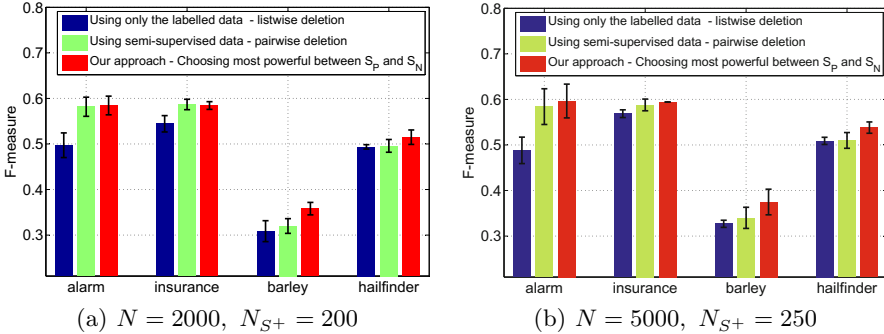 0.8
0.7
0.6
0.5
0.4
0.3
F-measure
Using only the labelled data - listwise deletion
Using semi-supervised data - pairwise deletion
Our approach - Choosing most powerful between S_P and S_N
alarm insurance barley hailfinder
(a) N = 2000, N_{S^+} = 200
0.8
0.7
0.6
0.5
0.4
0.3
F-measure
Using only the labelled data - listwise deletion
Using semi-supervised data - pairwise deletion
Our approach - Choosing most powerful between S_P and S_N
alarm insurance barley hailfinder
(b) N = 5000, N_{S^+} = 250